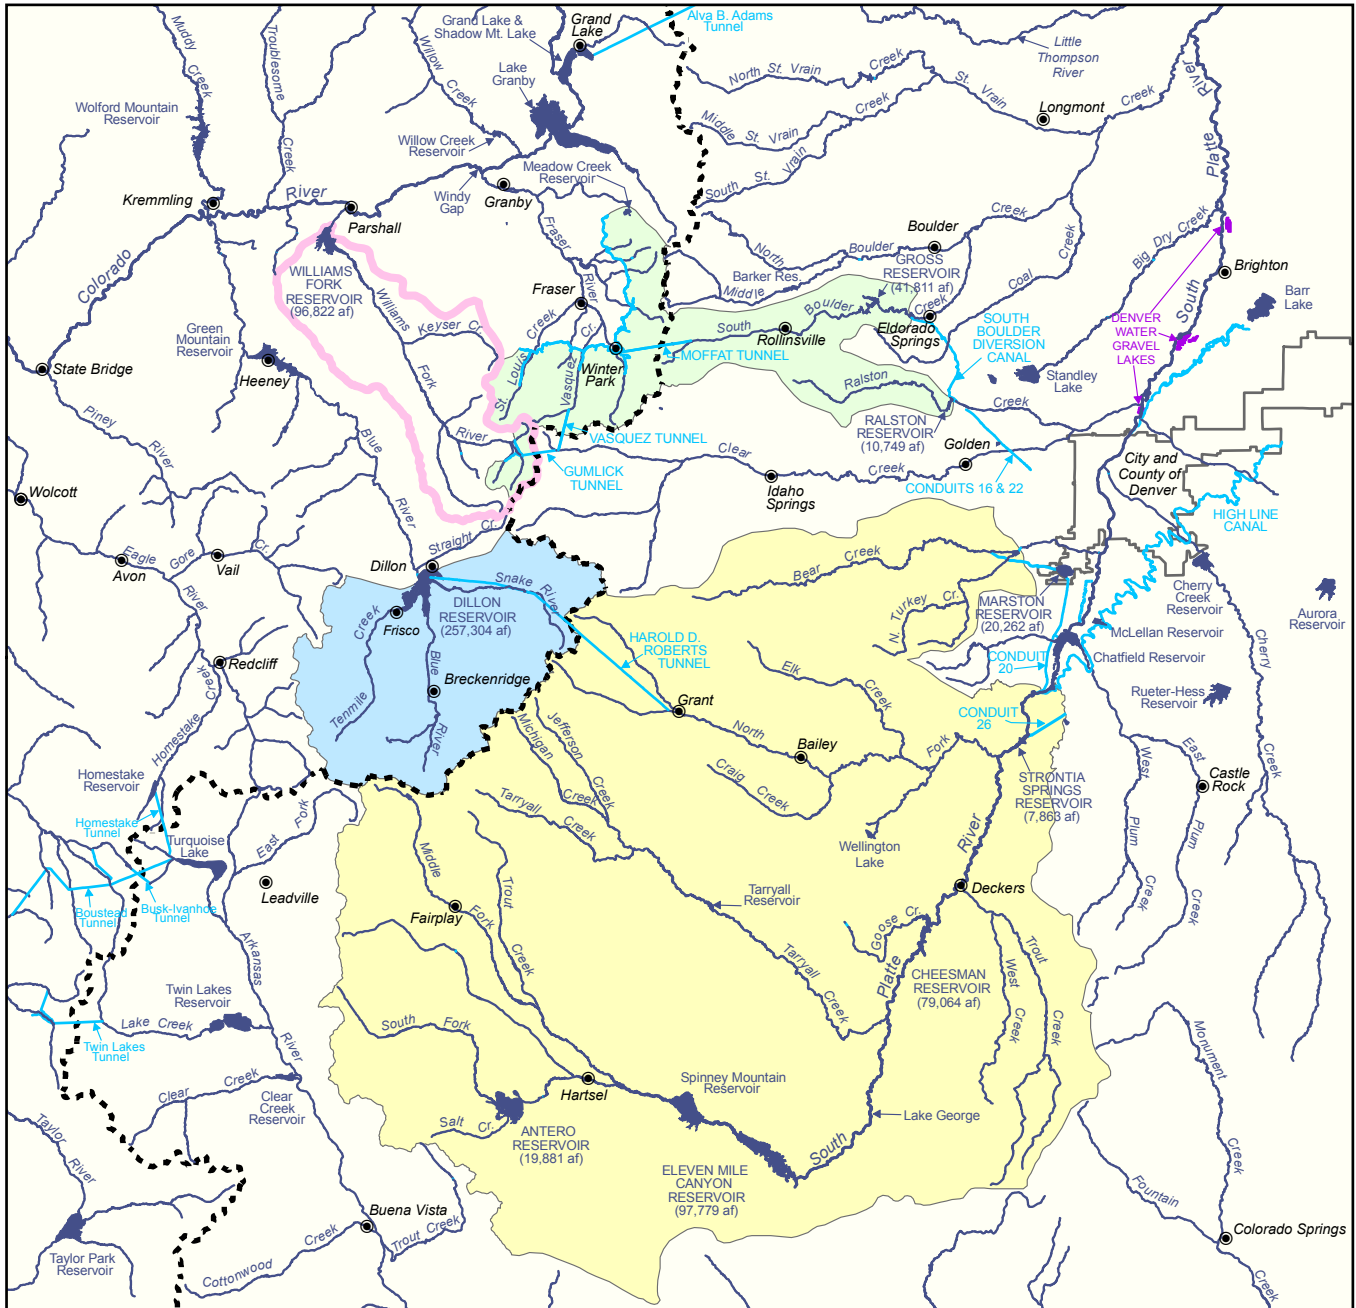 Muddy
Creek
Troublesome
Creek
Willow
Creek
Grand Lake &
Shadow Mt. Lake
Grand
Lake
Alva B. Adams
Tunnel
Little
Thompson
River
Lake
Granby
North St. Vrain
Creek
St.
Vrain
Creek
Longmont
River
Platte
South
Wolford Mountain
Reservoir
Willow Creek
Reservoir
Middle
St. Vrain
Creek
Meadow Creek
Reservoir
South
St.
Vrain
Windy
Gap
Granby
Kremmling
River
Parshall
Colorado
Fraser
River
North
Boulder
Creek
Boulder
Barker Res.
Middle
GROSS
RESERVOIR
(41,811 af)
Coal
Creek
Big Dry Creek
Brighton
Barr
Lake
WILLIAMS
FORK
RESERVOIR
(96,822 af)
Williams
Fork
Keyser Cr.
Fraser
St. Louis
Creek
Vasquez
Cr.
Winter
Park
South
Boulder
Creek
Rollinsville
MOFFAT TUNNEL
Eldorado
Springs
SOUTH
BOULDER
DIVERSION
CANAL
DENVER
WATER
GRAVEL
LAKES
Standley
Lake
Green
Mountain
Reservoir
Heeney
State Bridge
Piney
River
Blue
River
Ralston
Creek
RALSTON
RESERVOIR
(10,749 af)
River
VASQUEZ TUNNEL
GUMLICK
TUNNEL
Clear
Creek
Idaho
Springs
Golden
CONDUITS 16 & 22
City and
County of
Denver
HIGH LINE
CANAL
Wolcott
Eagle
River
Avon
Gore
Cr.
Vail
Straight
Cr.
Dillon
Snake
River
DILLON
RESERVOIR
(257,304 af)
Creek
Tenmile
Frisco
Blue
River
Breckenridge
HAROLD D.
ROBERTS
TUNNEL
Bear
Creek
N. Turkey
Cr.
MARSTON
RESERVOIR
(20,262 af)
Cherry
Creek
Reservoir
Aurora
Reservoir
McLellan Reservoir
Chatfield Reservoir
CONDUIT
20
Cherry
Creek
Rueter-Hess
Reservoir
Redcliff
Creek
Homestake
Elk
Creek
Grant
North
Fork
Bailey
CONDUIT
26
Craig
Creek
Jefferson
Creek
Michigan
Creek
Tarryall
Creek
STRONTIA
SPRINGS
RESERVOIR
(7,863 af)
West
Plum
Creek
East
Plum
Creek
Castle
Rock
Homestake
Reservoir
Homestake
Tunnel
Turquoise
Lake
East
Fork
Leadville
Boustead
Tunnel
Busk-Ivanhoe
Tunnel
Middle
Fork
Trout
Creek
Fairplay
Wellington
Lake
River
Deckers
Tarryall
Reservoir
Tarryall
Creek
Goose Cr.
Platte
CHEESMAN
RESERVOIR
(79,064 af)
West
Creek
Trout
Creek
Arkansas
River
Twin Lakes
Reservoir
Lake Creek
Twin Lakes
Tunnel
South
Fork
Hartsel
Spinney Mountain
Reservoir
Lake George
Monument
Creek
Clear
Creek
Clear
Creek
Reservoir
Salt
Cr.
ANTERO
RESERVOIR
(19,881 af)
South
ELEVEN MILE
CANYON
RESERVOIR
(97,779 af)
Taylor
River
Taylor Park
Reservoir
Buena Vista
Cottonwood
Creek
Trout Creek
Fountain
Creek
Colorado Springs